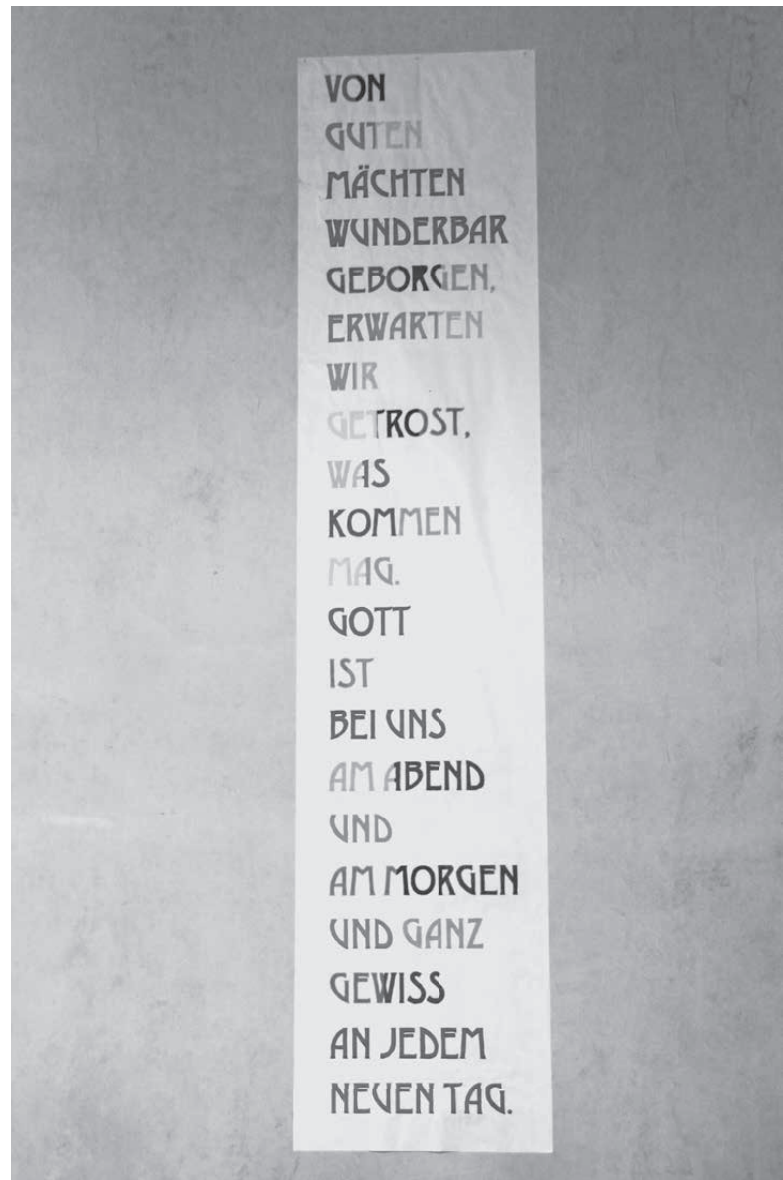 VON
GUTEN
MÄCHTEN
WUNDERBAR
GEBORGEN,
ERWARTEN
WIR
GETROST,
WAS
KOMMEN
MAG.
GOTT
IST
BEI UNS
AM ABEND
UND
AM MORGEN
UND GANZ
GEWISS
AN JEDEM
NEUEN TAG.